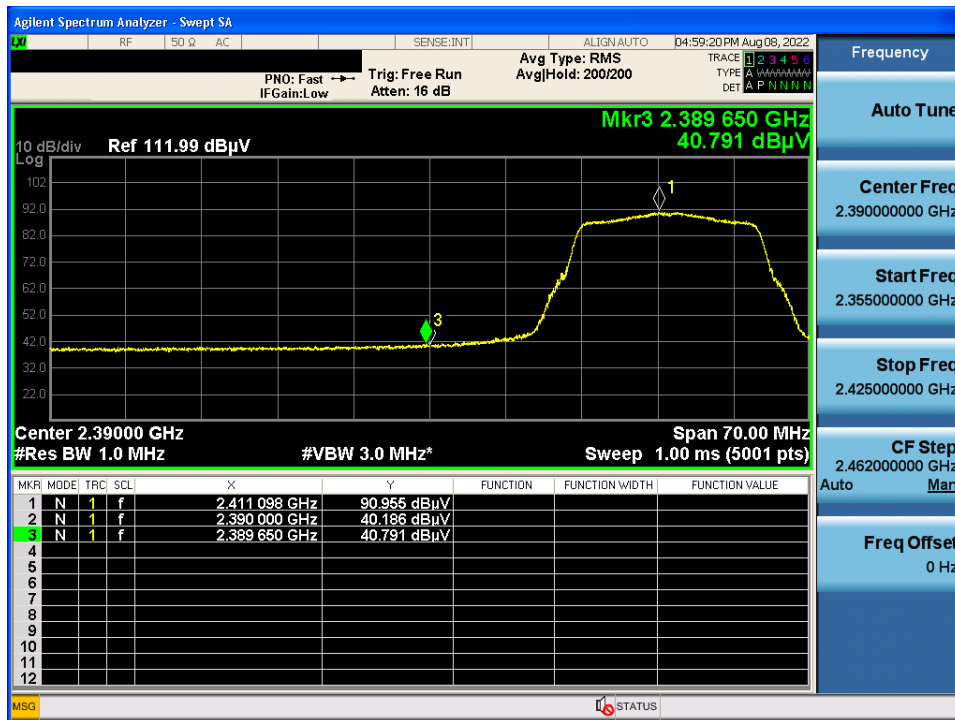 Agilent Spectrum Analyzer - Swept SA
LXI RF 50 Ω AC SENSE:INT ALIGN AUTO 04:59:20 PM Aug 08, 2022
Frequency
PNO: Fast
IFGain:Low
Trig: Free Run
Atten: 16 dB
Avg Type: RMS
Avg|Hold: 200/200
TRACE 1 2 3 4 5 6
TYPE A WWWWW
DET A P N N N N
Auto Tune
Mkr3 2.389 650 GHz
40.791 dBµV
10 dB/div Ref 111.99 dBµV
Log
102
92.0
82.0
72.0
62.0
52.0
42.0
32.0
22.0
1
3
Center Freq
2.390000000 GHz
Start Freq
2.355000000 GHz
Stop Freq
2.425000000 GHz
Center 2.39000 GHz Span 70.00 MHz
#Res BW 1.0 MHz #VBW 3.0 MHz* Sweep 1.00 ms (5001 pts)
CF Step
2.462000000 GHz
Auto Man
MKR MODE TRC SCL X Y FUNCTION FUNCTION WIDTH FUNCTION VALUE
1 N 1 f 2.411 098 GHz 90.955 dBµV
2 N 1 f 2.390 000 GHz 40.186 dBµV
3 N 1 f 2.389 650 GHz 40.791 dBµV
4
5
6
7
8
9
10
11
12
Freq Offset
0 Hz
MSG STATUS